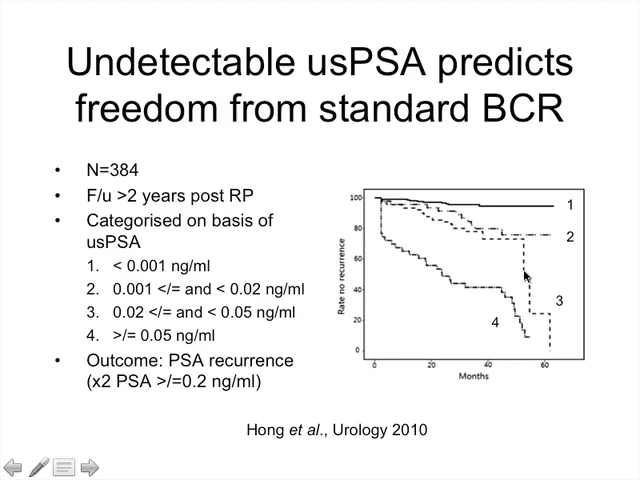 Undetectable usPSA predicts
freedom from standard BCR
• N=384
• F/u >2 years post RP
• Categorised on basis of
usPSA
1. < 0.001 ng/ml
2. 0.001 </= and < 0.02 ng/ml
3. 0.02 </= and < 0.05 ng/ml
4. >/= 0.05 ng/ml
• Outcome: PSA recurrence
(x2 PSA >/=0.2 ng/ml)
Rate no recurrence
100
80
60
40
20
0
1
2
3
4
0 20 40 60
Months
Hong et al., Urology 2010